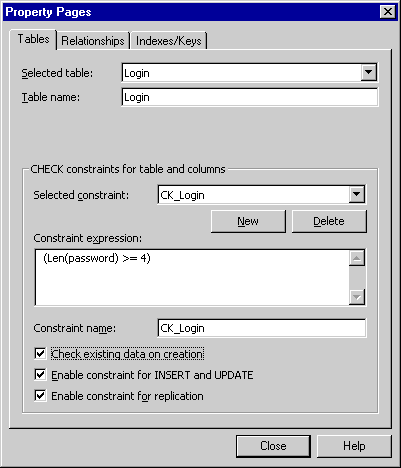 Property Pages
Tables Relationships Indexes/Keys
Selected table: Login
Table name: Login
CHECK constraints for table and columns
Selected constraint: CK_Login
New Delete
Constraint expression:
(Len(password) >= 4)
Constraint name: CK_Login
Check existing data on creation
Enable constraint for INSERT and UPDATE
Enable constraint for replication
Close Help